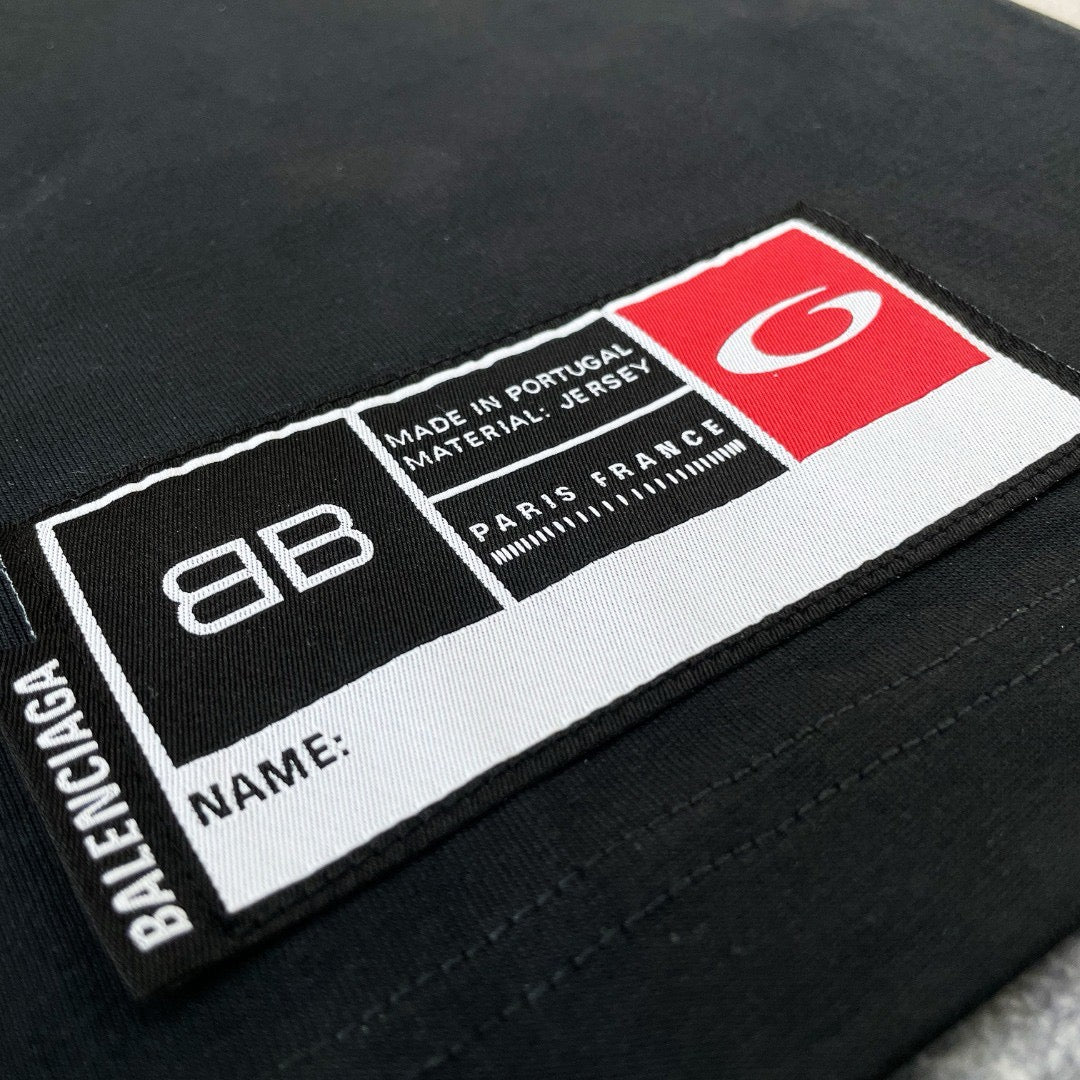 BB
MADE IN PORTUGAL
MATERIAL: JERSEY
PARIS FRANCE
NAME:
BALENCIAGA